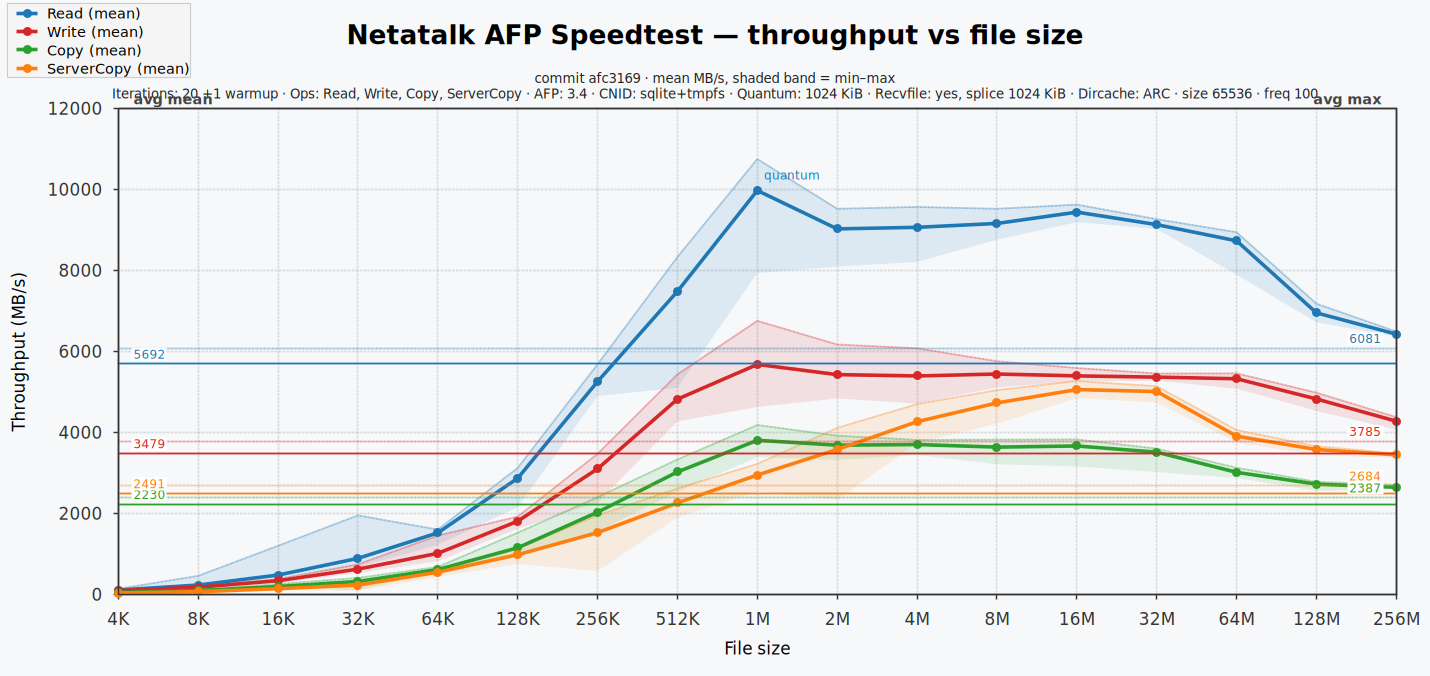 Read (mean)
Write (mean)
Copy (mean)
ServerCopy (mean)
Netatalk AFP Speedtest — throughput vs file size
commit afc3169 · mean MB/s, shaded band = min–max
Iterations: 20 +1 warmup · Ops: Read, Write, Copy, ServerCopy · AFP: 3.4 · CNID: sqlite+tmpfs · Quantum: 1024 KiB · Recvfile: yes, splice 1024 KiB · Dircache: ARC · size 65536 · freq 100
avg mean
avg max
12000
10000
8000
6000
4000
2000
0
Throughput (MB/s)
quantum
5692
6081
3479
3785
2491
2684
2230
2387
4K 8K 16K 32K 64K 128K 256K 512K 1M 2M 4M 8M 16M 32M 64M 128M 256M
File size